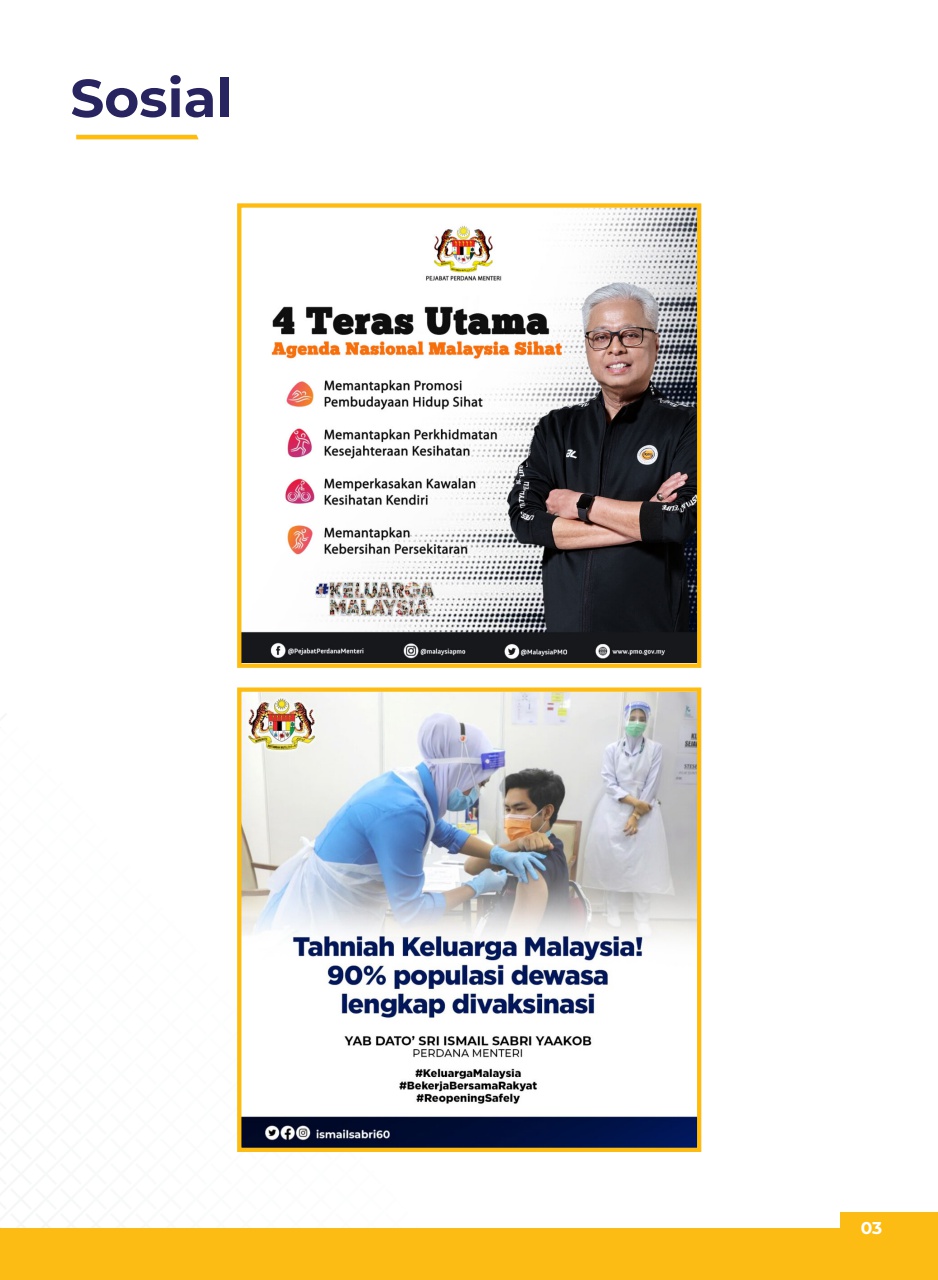 Sosial
PEJABAT PERDANA MENTERI
4 Teras Utama
Agenda Nasional Malaysia Sihat
Memantapkan Promosi
Pembudayaan Hidup Sihat
Memantapkan Perkhidmatan
Kesejahteraan Kesihatan
Memperkasakan Kawalan
Kesihatan Kendiri
Memantapkan
Kebersihan Persekitaran
#KELUARGA
MALAYSIA
@PejabatPerdanaMenteri
@malaysiapmo
@MalaysiaPMO
www.pmo.gov.my
Tahniah Keluarga Malaysia!
90% populasi dewasa
lengkap divaksinasi
YAB DATO’ SRI ISMAIL SABRI YAAKOB
PERDANA MENTERI
#KeluargaMalaysia
#BekerjaBersamaRakyat
#ReopeningSafely
ismailsabri60
03